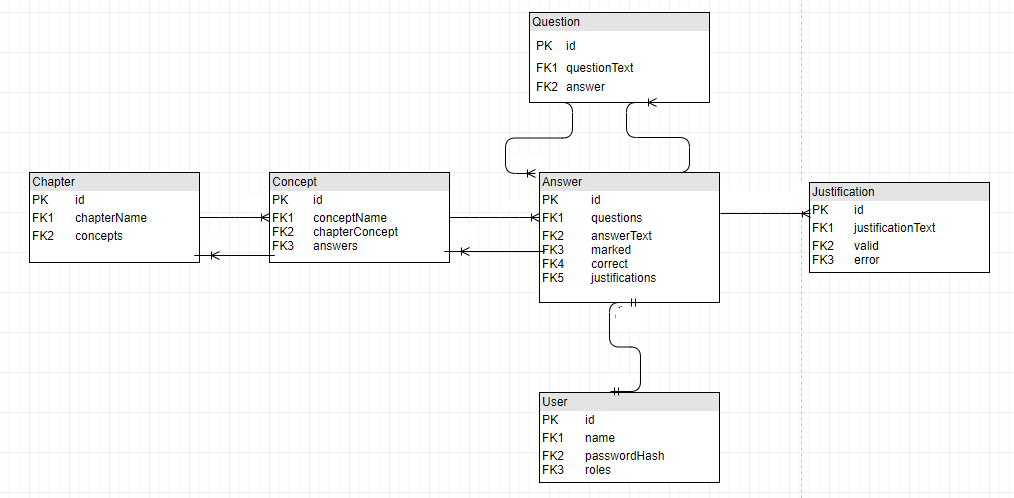 Question
PK id
FK1 questionText
FK2 answer
Chapter
PK id
FK1 chapterName
FK2 concepts
Concept
PK id
FK1 conceptName
FK2 chapterConcept
FK3 answers
Answer
PK id
FK1 questions
FK2 answerText
FK3 marked
FK4 correct
FK5 justifications
Justification
PK id
FK1 justificationText
FK2 valid
FK3 error
User
PK id
FK1 name
FK2 passwordHash
FK3 roles